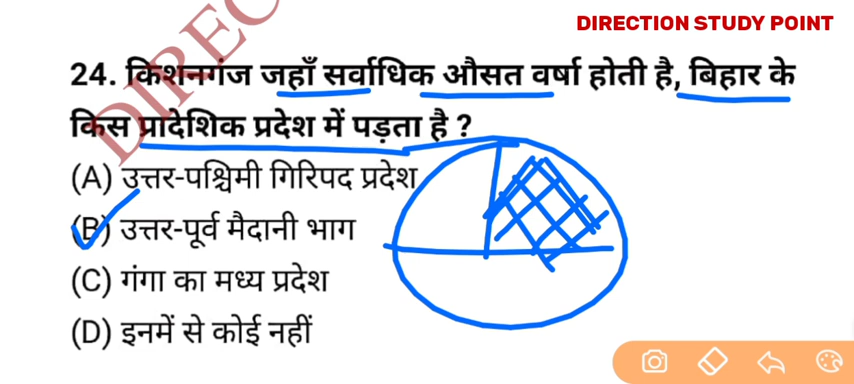 DIRECTION STUDY POINT
DIREC
24. किशनगंज जहाँ सर्वाधिक औसत वर्षा होती है, बिहार के
किस प्रादेशिक प्रदेश में पड़ता है ?
(A) उत्तर-पश्चिमी गिरिपद प्रदेश
(B) उत्तर-पूर्व मैदानी भाग
(C) गंगा का मध्य प्रदेश
(D) इनमें से कोई नहीं